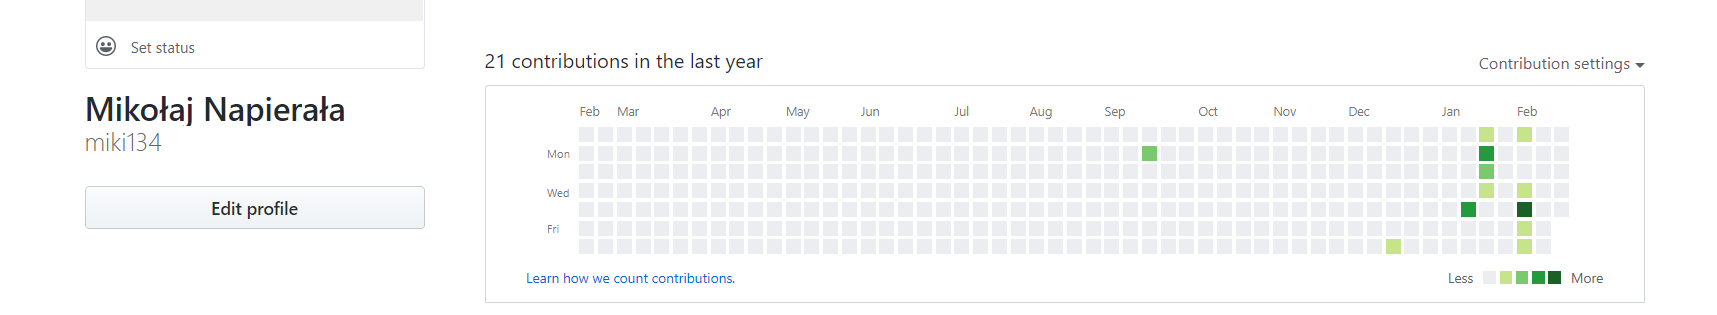 Set status
Mikołaj Napierała
miki134
Edit profile
21 contributions in the last year
Contribution settings
Feb Mar Apr May Jun Jul Aug Sep Oct Nov Dec Jan Feb
Mon
Wed
Fri
Learn how we count contributions.
Less More